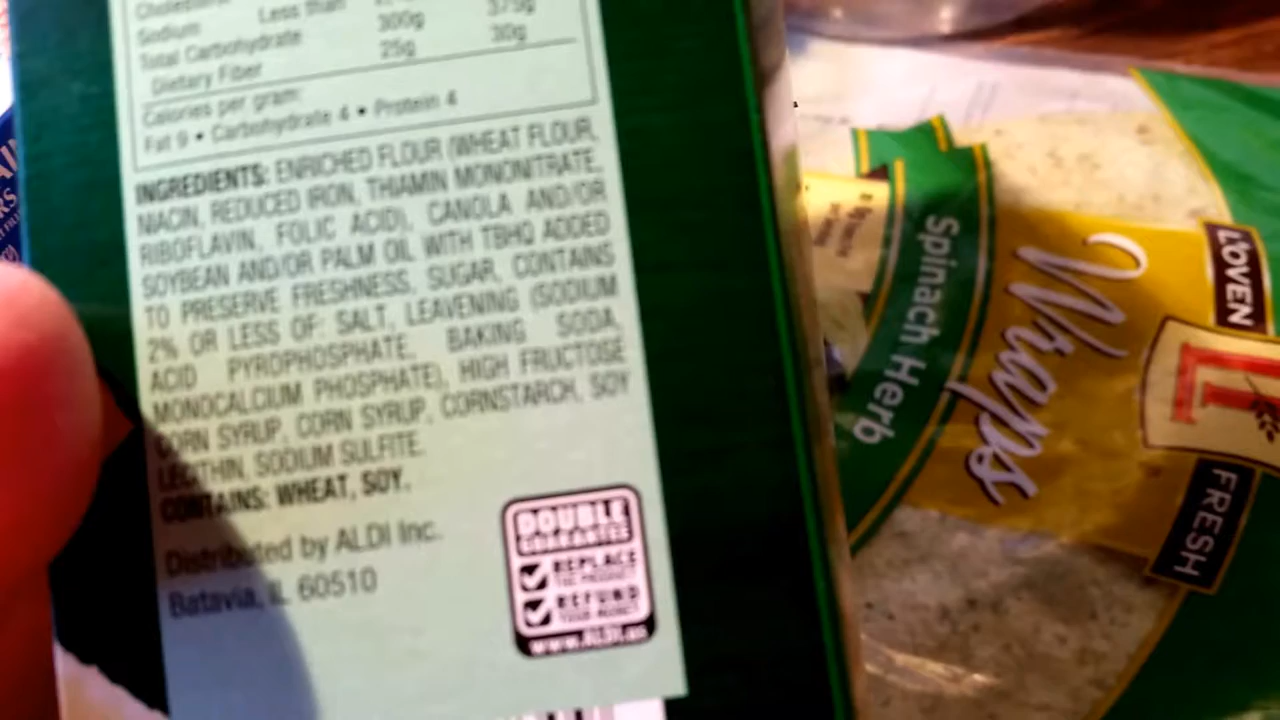 Cholesterol
Sodium Less than
Total Carbohydrate 300g 375g
Dietary Fiber 25g 30g
Calories per gram:
Fat 9 • Carbohydrate 4 • Protein 4
INGREDIENTS: ENRICHED FLOUR (WHEAT FLOUR,
NIACIN, REDUCED IRON, THIAMIN MONONITRATE,
RIBOFLAVIN, FOLIC ACID), CANOLA AND/OR
SOYBEAN AND/OR PALM OIL WITH TBHQ ADDED
TO PRESERVE FRESHNESS, SUGAR, CONTAINS
2% OR LESS OF: SALT, LEAVENING (SODIUM
ACID PYROPHOSPHATE, BAKING SODA,
MONOCALCIUM PHOSPHATE), HIGH FRUCTOSE
CORN SYRUP, CORN SYRUP, CORNSTARCH, SOY
LECITHIN, SODIUM SULFITE.
CONTAINS: WHEAT, SOY.
Distributed by ALDI Inc.
Batavia, IL 60510
DOUBLE
GUARANTEE
REPLACE
THE PRODUCT
REFUND
YOUR MONEY
www.ALDI.us
L'OVEN
FRESH
Wraps
Spinach Herb